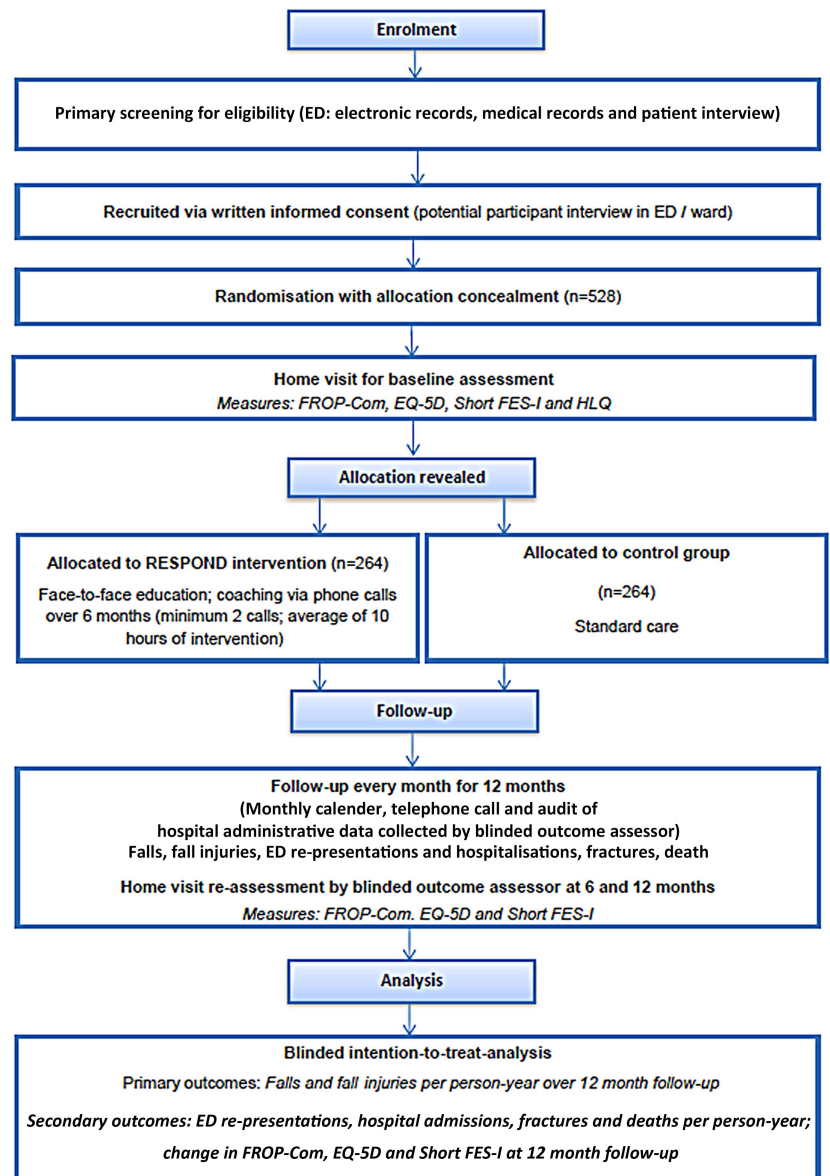 Enrolment
Primary screening for eligibility (ED: electronic records, medical records and patient interview)
Recruited via written informed consent (potential participant interview in ED / ward)
Randomisation with allocation concealment (n=528)
Home visit for baseline assessment
Measures: FROP-Com, EQ-5D, Short FES-I and HLQ
Allocation revealed
Allocated to RESPOND intervention (n=264)
Face-to-face education; coaching via phone calls
over 6 months (minimum 2 calls; average of 10
hours of intervention)
Allocated to control group
(n=264)
Standard care
Follow-up
Follow-up every month for 12 months
(Monthly calender, telephone call and audit of
hospital administrative data collected by blinded outcome assessor)
Falls, fall injuries, ED re-presentations and hospitalisations, fractures, death
Home visit re-assessment by blinded outcome assessor at 6 and 12 months
Measures: FROP-Com. EQ-5D and Short FES-I
Analysis
Blinded intention-to-treat-analysis
Primary outcomes: Falls and fall injuries per person-year over 12 month follow-up
Secondary outcomes: ED re-presentations, hospital admissions, fractures and deaths per person-year;
change in FROP-Com, EQ-5D and Short FES-I at 12 month follow-up